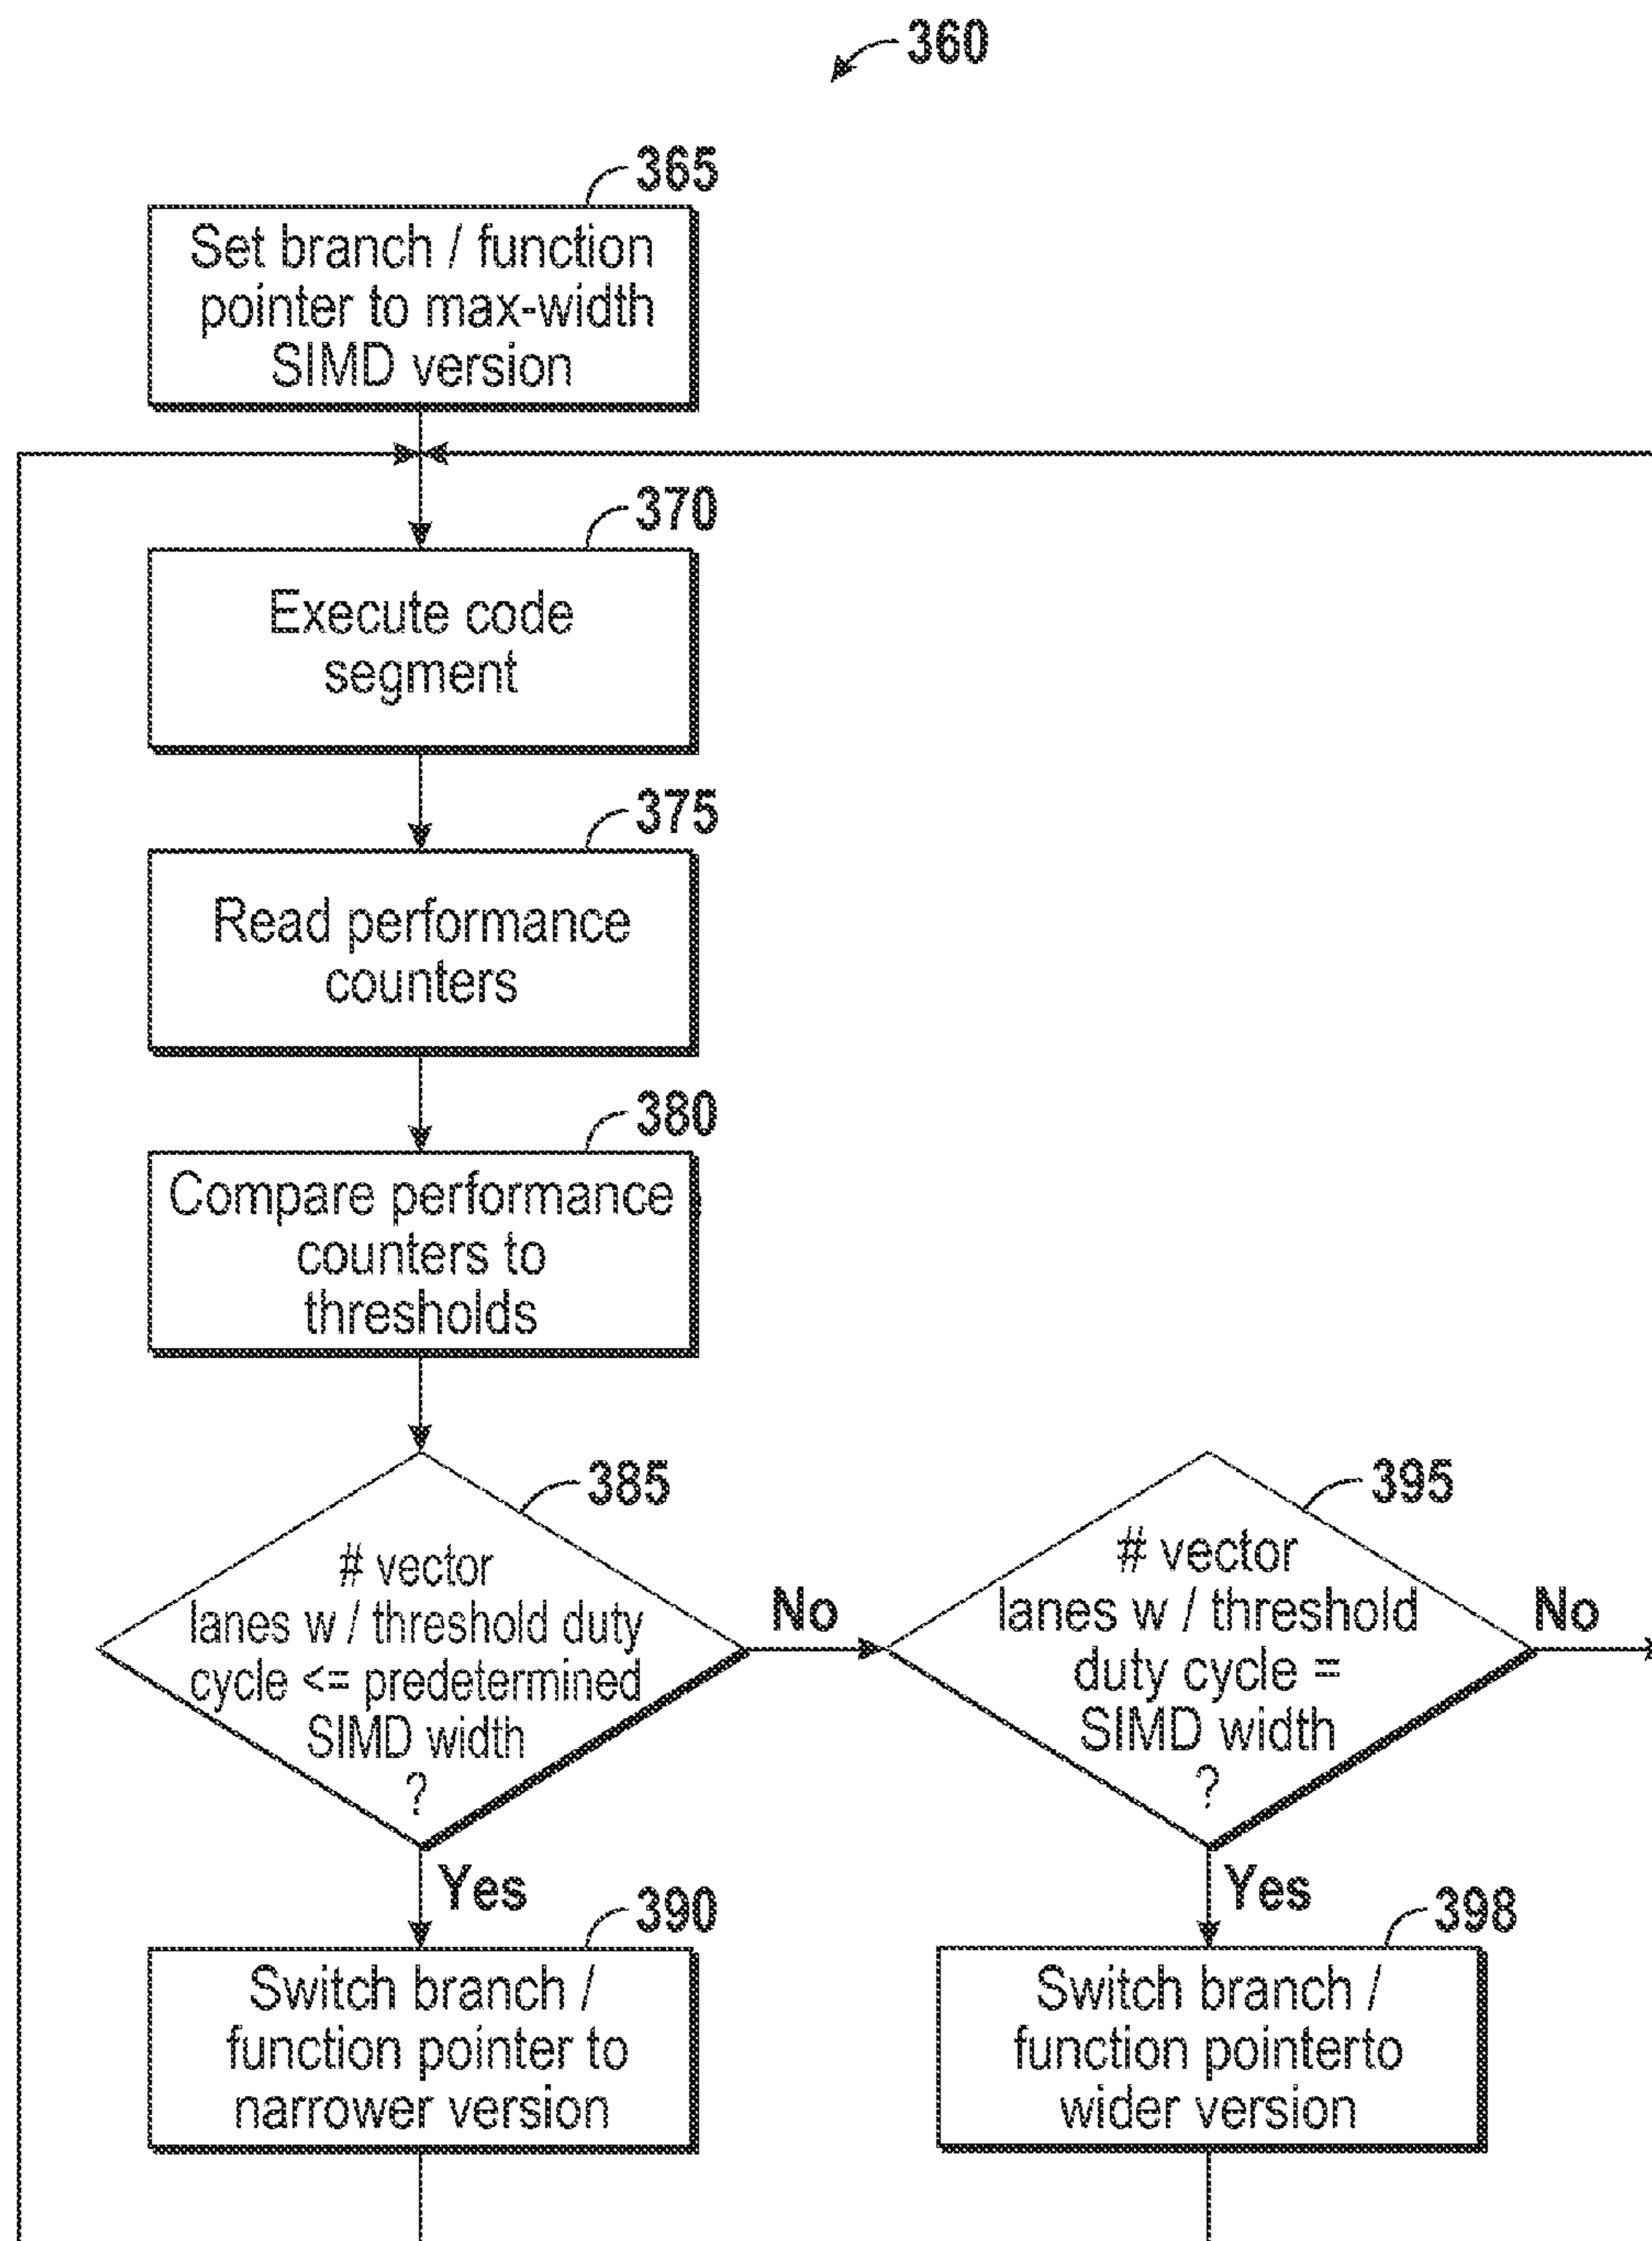 360
365
Set branch / function
pointer to max-width
SIMD version
370
Execute code
segment
375
Read performance
counters
380
Compare performance
counters to
thresholds
385
# vector
lanes w / threshold duty
cycle <= predetermined
SIMD width
?
No
395
# vector
lanes w / threshold
duty cycle =
SIMD width
?
No
Yes
390
Switch branch /
function pointer to
narrower version
Yes
398
Switch branch /
function pointerto
wider version